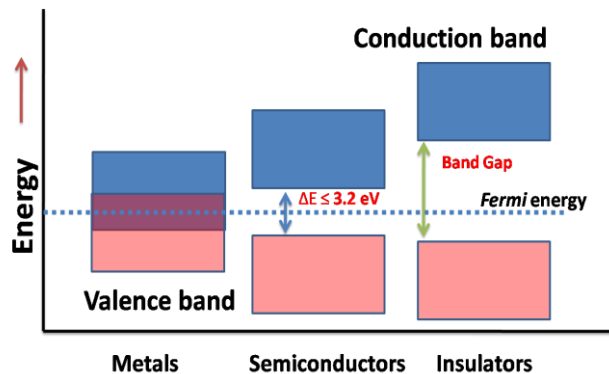 Conduction band
Band Gap
ΔE ≤ 3.2 eV
Fermi energy
Energy
Valence band
Metals
Semiconductors
Insulators